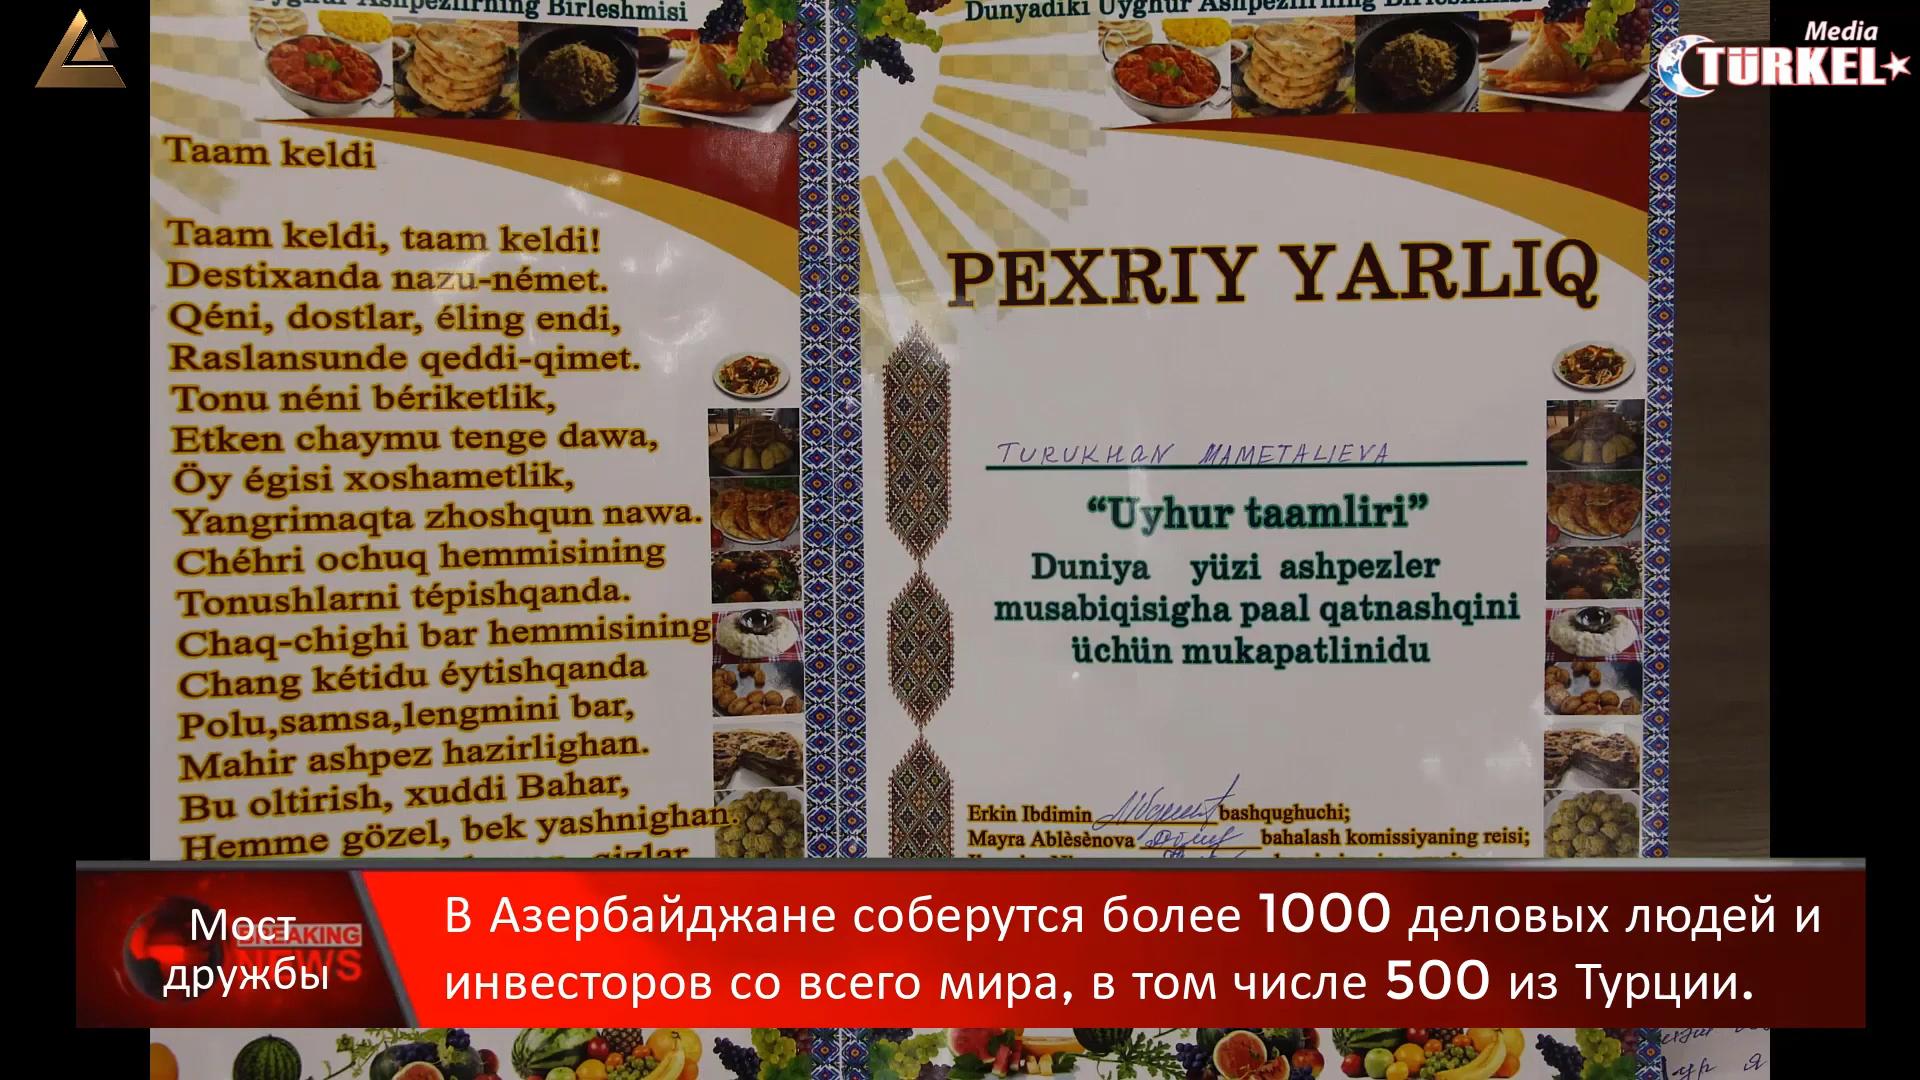 Uyghur Ashpezlirning Birleshmisi
Taam keldi
Taam keldi, taam keldi!
Destixanda nazu-német.
Qéni, dostlar, éling endi,
Raslansunde qeddi-qimet.
Tonu néni bériketlik,
Etken chaymu tenge dawa,
Öy égisi xoshametlik,
Yangrimaqta zhoshqun nawa.
Chéhri ochuq hemmisining
Tonushlarni tépishqanda.
Chaq-chighi bar hemmisining
Chang kétidu éytishqanda
Polu,samsa,lengmini bar,
Mahir ashpez hazirlighan.
Bu oltirish, xuddi Bahar,
Hemme gözel, bek yashnighan.
qizlar
Dunyadiki Uyghur Ashpezlirning Birleshmisi
PEXRIY YARLIQ
TURUKHAN MAMETALIEVA
“Uyhur taamliri”
Duniya yüzi ashpezler
musabiqisigha paal qatnashqini
üchün mukapatlinidu
Erkin Ibdimin bashqughuchi;
Mayra Ablèsènova bahalash komissiyaning reisi;
Media
TÜRKEL
BREAKING
NEWS
Мост
дружбы
В Азербайджане соберутся более 1000 деловых людей и
инвесторов со всего мира, в том числе 500 из Турции.